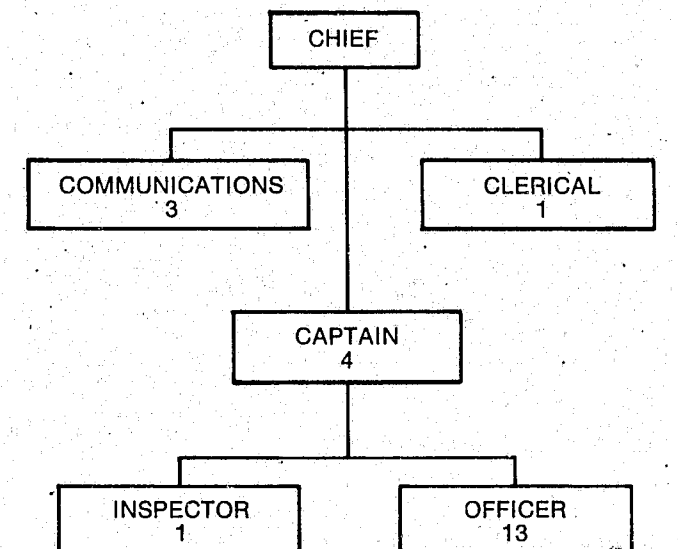 CHIEF
COMMUNICATIONS
3
CLERICAL
1
CAPTAIN
4
INSPECTOR
1
OFFICER
13